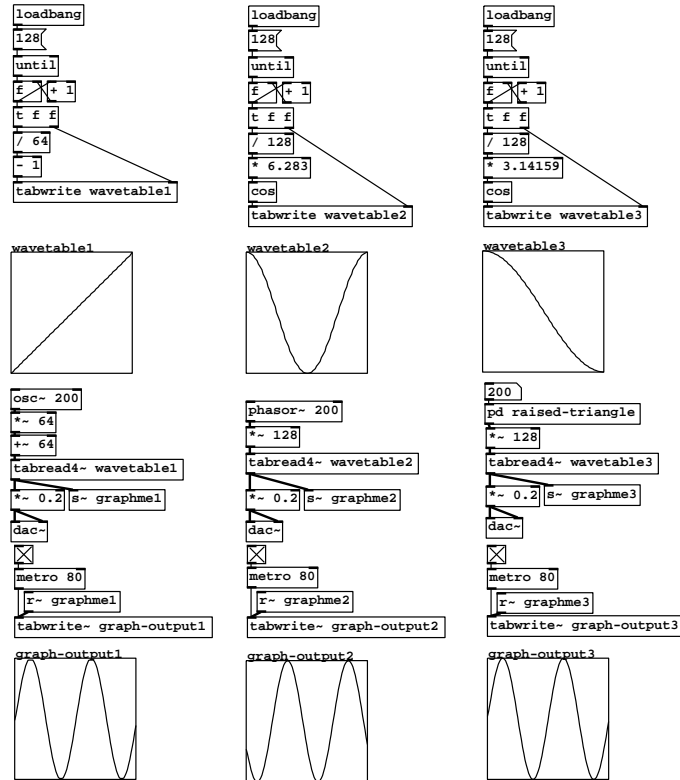 loadbang
128
until
f
+ 1
t f f
/ 64
- 1
tabwrite wavetable1
wavetable1
osc~ 200
*~ 64
+~ 64
tabread4~ wavetable1
*~ 0.2
s~ graphme1
dac~
metro 80
r~ graphme1
tabwrite~ graph-output1
graph-output1
loadbang
128
until
f
+ 1
t f f
/ 128
* 6.283
cos
tabwrite wavetable2
wavetable2
phasor~ 200
*~ 128
tabread4~ wavetable2
*~ 0.2
s~ graphme2
dac~
metro 80
r~ graphme2
tabwrite~ graph-output2
graph-output2
loadbang
128
until
f
+ 1
t f f
/ 128
* 3.14159
cos
tabwrite wavetable3
wavetable3
200
pd raised-triangle
*~ 128
tabread4~ wavetable3
*~ 0.2
s~ graphme3
dac~
metro 80
r~ graphme3
tabwrite~ graph-output3
graph-output3